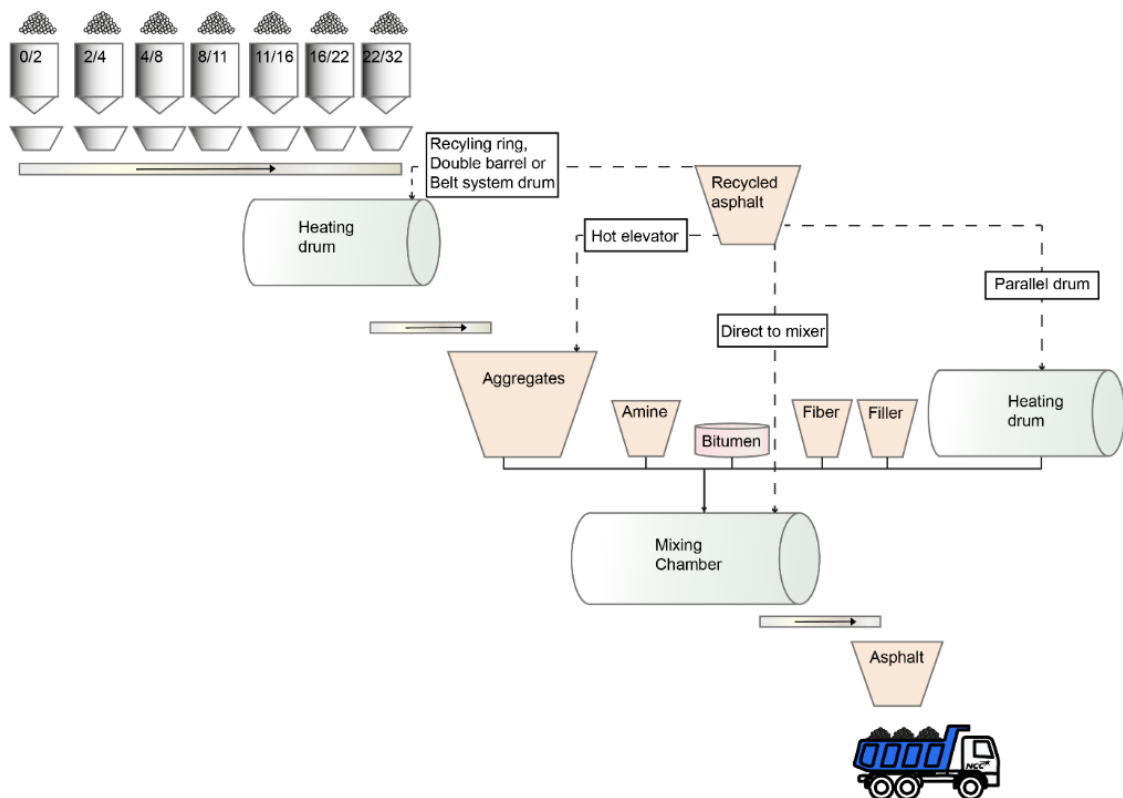 0/2
2/4
4/8
8/11
11/16
16/22
22/32
Recyling ring,
Double barrel or
Belt system drum
Recycled
asphalt
Heating
drum
Hot elevator
Parallel drum
Direct to mixer
Aggregates
Amine
Bitumen
Fiber
Filler
Heating
drum
Mixing
Chamber
Asphalt
NCC